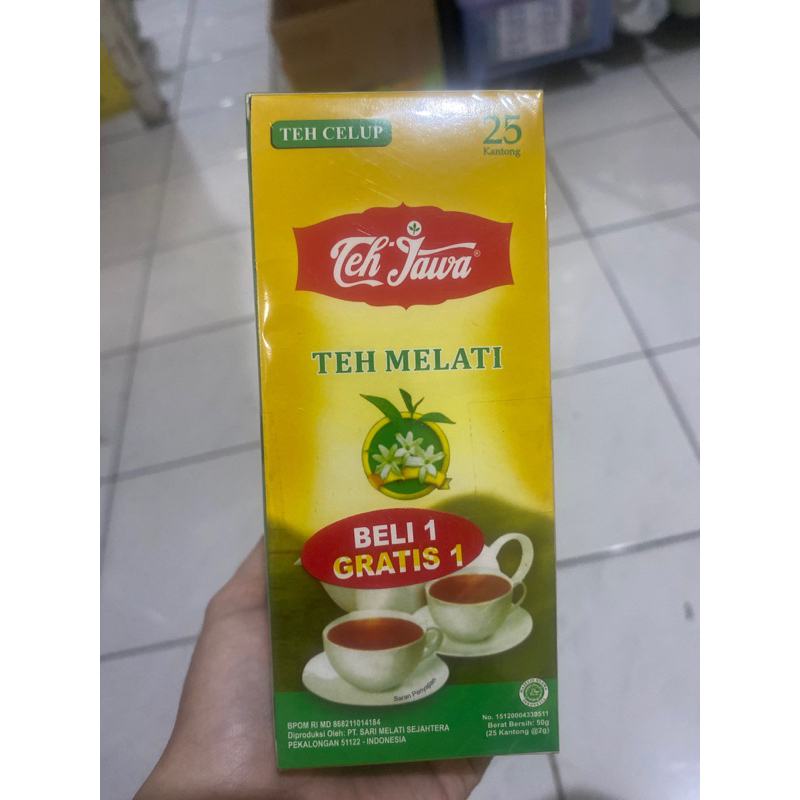 TEH CELUP
25
Kantong
Teh-Jawa®
TEH MELATI
BELI 1
GRATIS 1
Saran Penyajian
BPOM RI MD 868211014184
Diproduksi Oleh: PT. SARI MELATI SEJAHTERA
PEKALONGAN 51122 - INDONESIA
No. 15120004339511
Berat Bersih: 50g
(25 Kantong @2g)